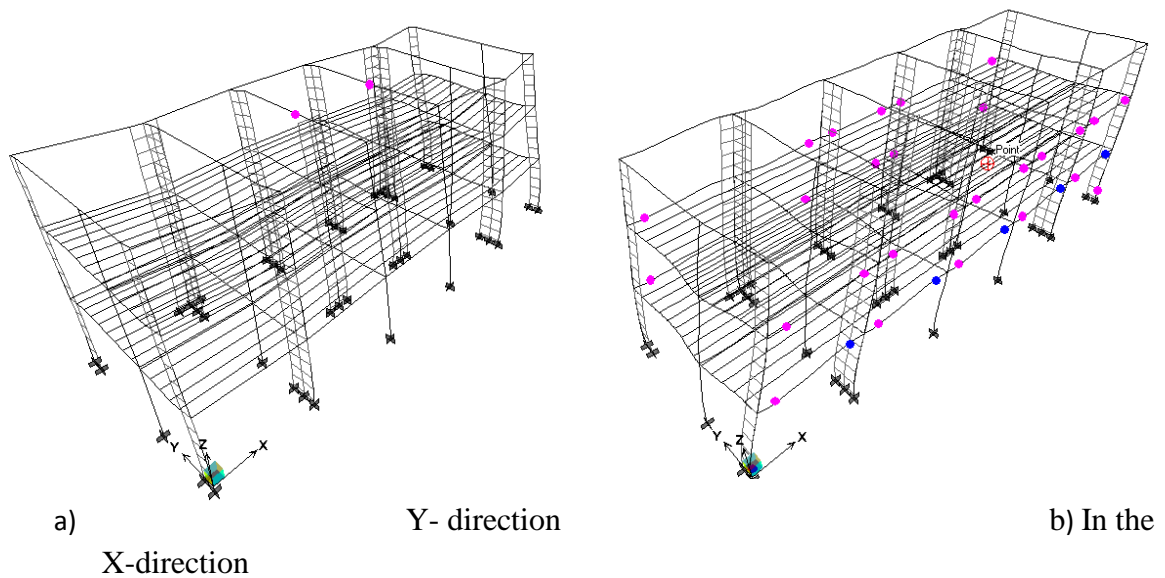 Point
Y Z X
Y Z X
a) Y- direction b) In the
X-direction